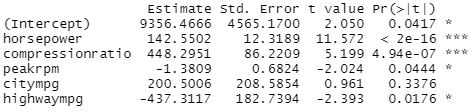 Estimate Std. Error t value Pr(>|t|)
(Intercept) 9356.4666 4565.1700 2.050 0.0417 *
horsepower 142.5502 12.3189 11.572 < 2e-16 ***
compressionratio 448.2951 86.2209 5.199 4.94e-07 ***
peakrpm -1.3809 0.6824 -2.024 0.0444 *
citympg 200.5006 208.5854 0.961 0.3376
highwaympg -437.3117 182.7394 -2.393 0.0176 *